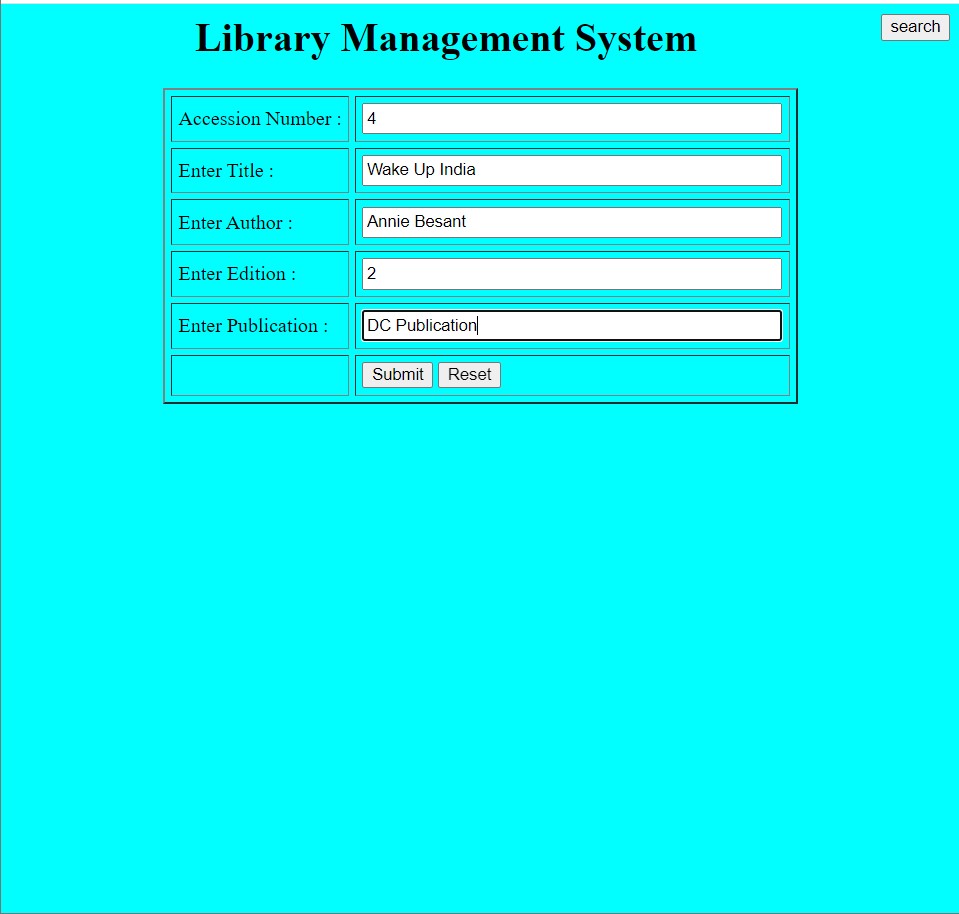 Library Management System
search
Accession Number : 4
Enter Title : Wake Up India
Enter Author : Annie Besant
Enter Edition : 2
Enter Publication : DC Publication
Submit Reset